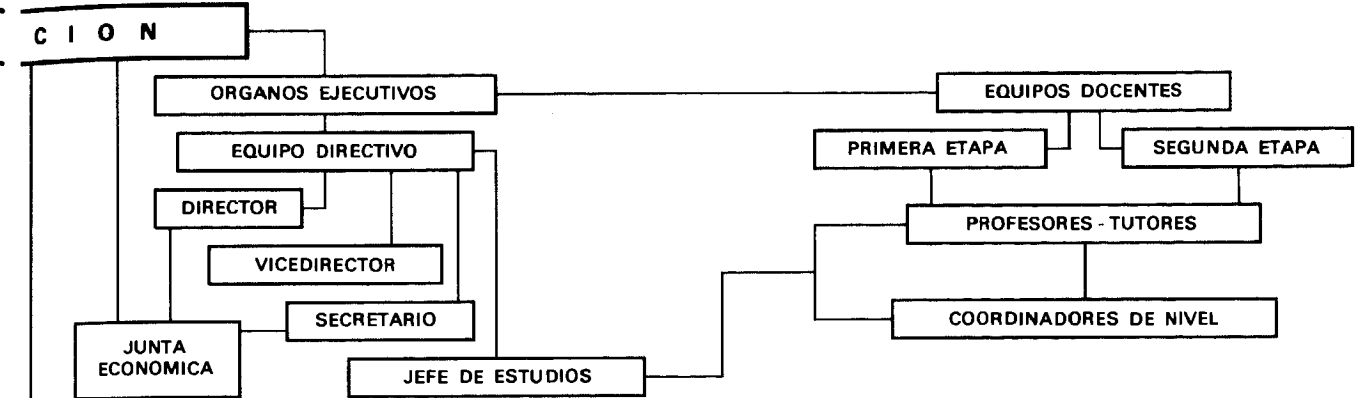 C I O N
ORGANOS EJECUTIVOS
EQUIPOS DOCENTES
EQUIPO DIRECTIVO
PRIMERA ETAPA
SEGUNDA ETAPA
DIRECTOR
PROFESORES - TUTORES
VICEDIRECTOR
SECRETARIO
COORDINADORES DE NIVEL
JUNTA
ECONOMICA
JEFE DE ESTUDIOS